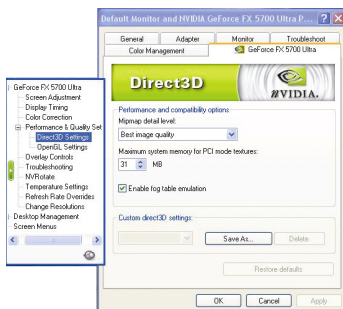 Default Monitor and NVIDIA GeForce FX 5700 Ultra P...
General Adapter Monitor Troubleshoot
Color Management GeForce FX 5700 Ultra
Direct3D
NVIDIA.
GeForce FX 5700 Ultra
Screen Adjustment
Display Timing
Color Correction
Performance & Quality Set
Direct3D Settings
OpenGL Settings
Overlay Controls
Troubleshooting
NVRotate
Temperature Settings
Refresh Rate Overrides
Change Resolutions
Desktop Management
Screen Menus
Performance and compatibility options
Mipmap detail level:
Best image quality
Maximum system memory for PCI mode textures:
31 MB
Enable fog table emulation
Custom direct3D settings:
Save As... Delete
Restore defaults
OK Cancel Apply